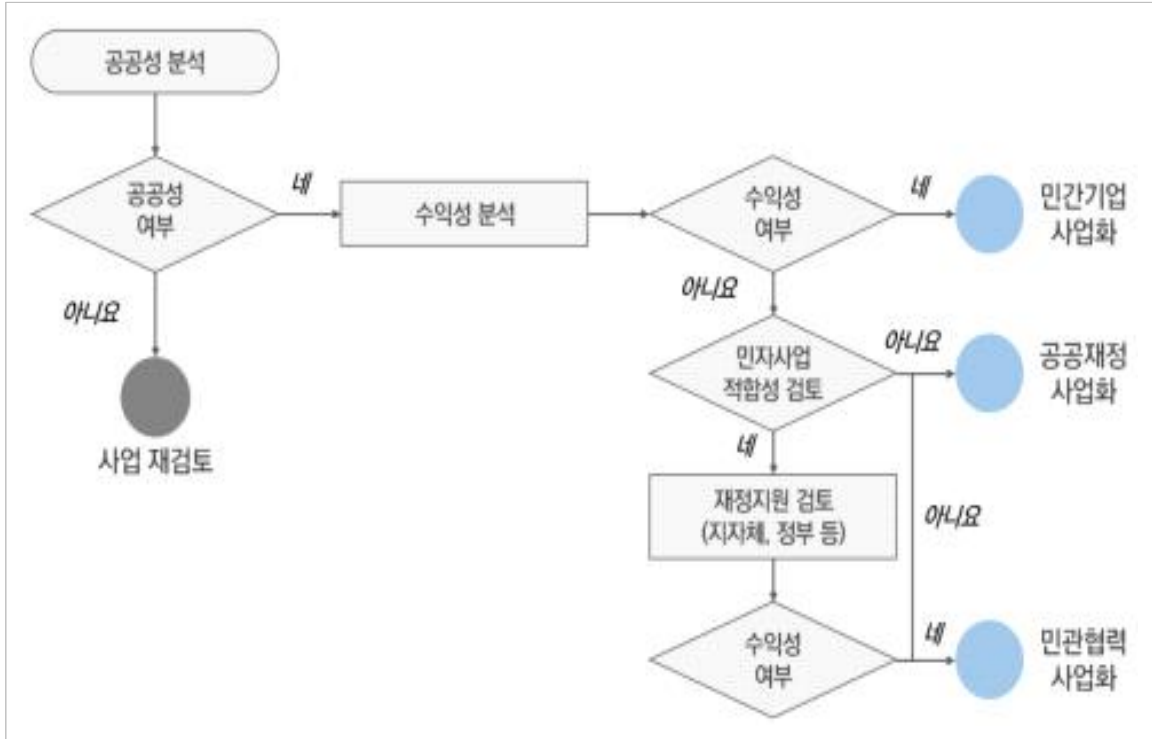 공공성 분석
공공성
여부
네
수익성 분석
수익성
여부
네
민간기업
사업화
아니요
사업 재검토
아니요
민자사업
적합성 검토
아니요
공공재정
사업화
네
재정지원 검토
(지자체, 정부 등)
아니요
수익성
여부
네
민관협력
사업화